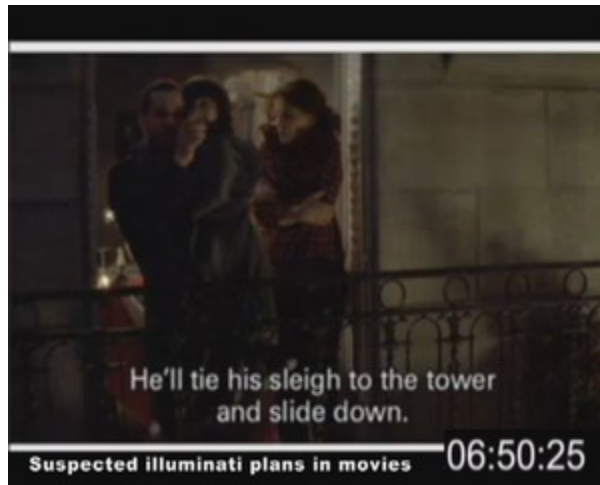 He'll tie his sleigh to the tower
and slide down.
Suspected illuminati plans in movies
06:50:25